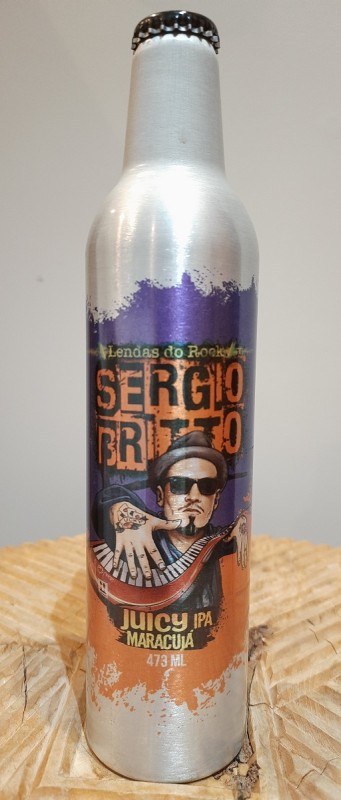 Lendas do Rock
SERGIO
BRITTO
JUICY IPA
MARACUJÁ
473 ML